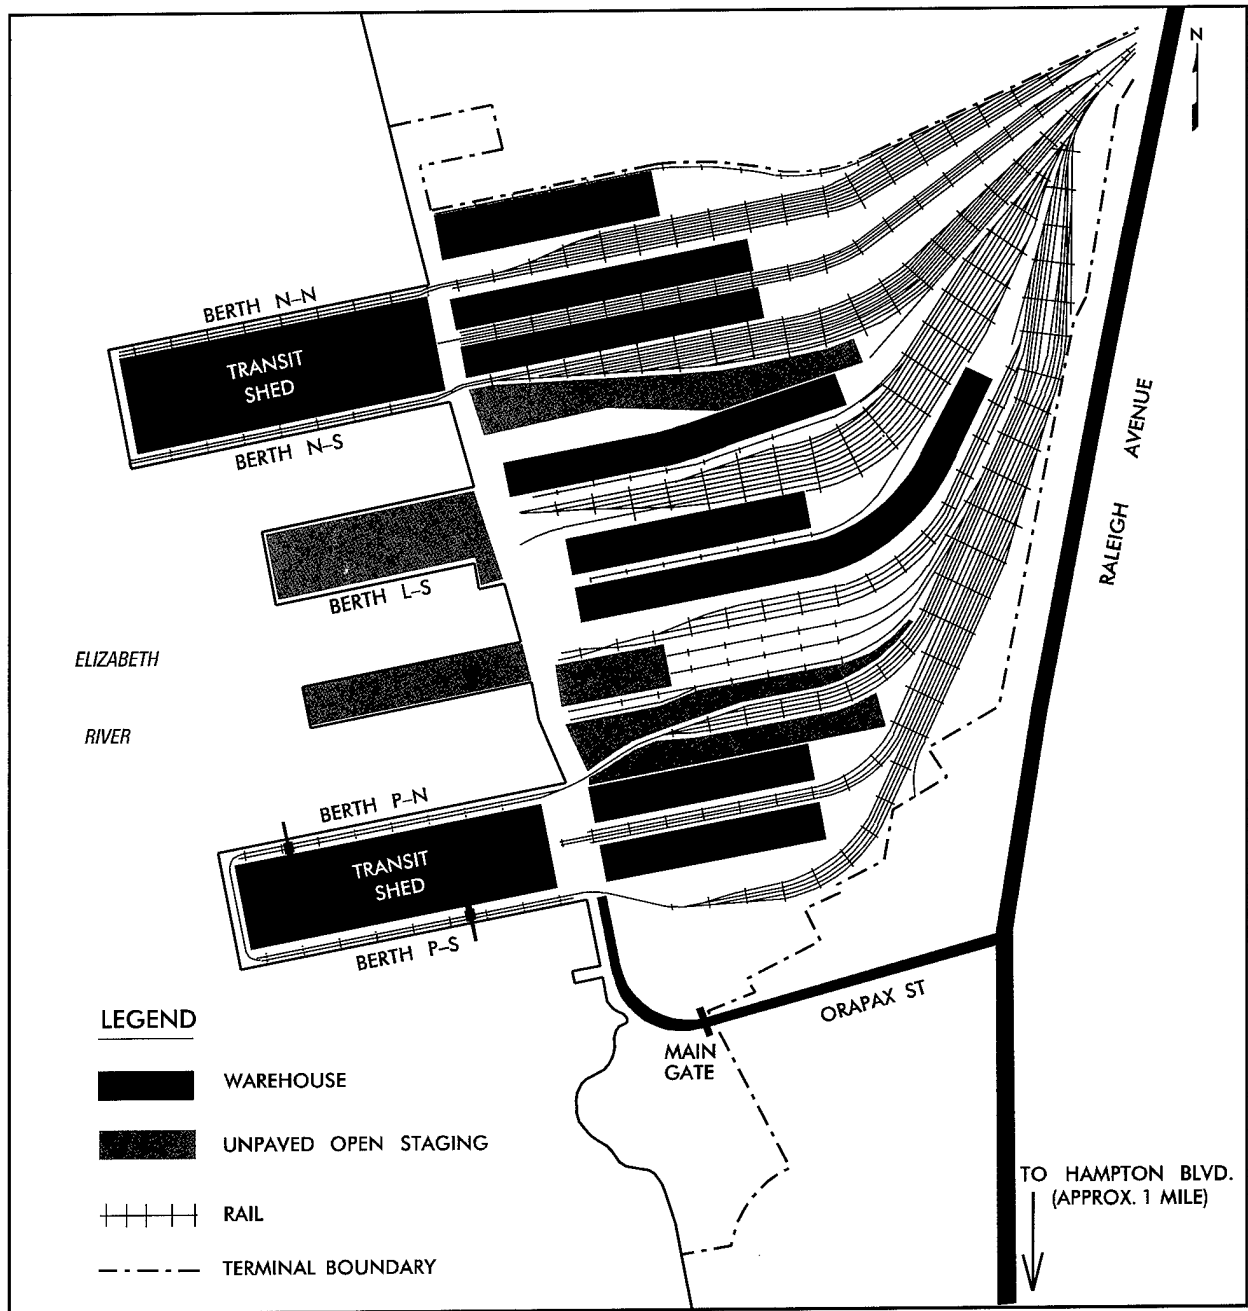 N
BERTH N–N
TRANSIT
SHED
BERTH N–S
RALEIGH AVENUE
BERTH L–S
ELIZABETH
RIVER
BERTH P–N
TRANSIT
SHED
BERTH P–S
ORAPAX ST
MAIN
GATE
LEGEND
WAREHOUSE
UNPAVED OPEN STAGING
RAIL
TERMINAL BOUNDARY
TO HAMPTON BLVD.
(APPROX. 1 MILE)